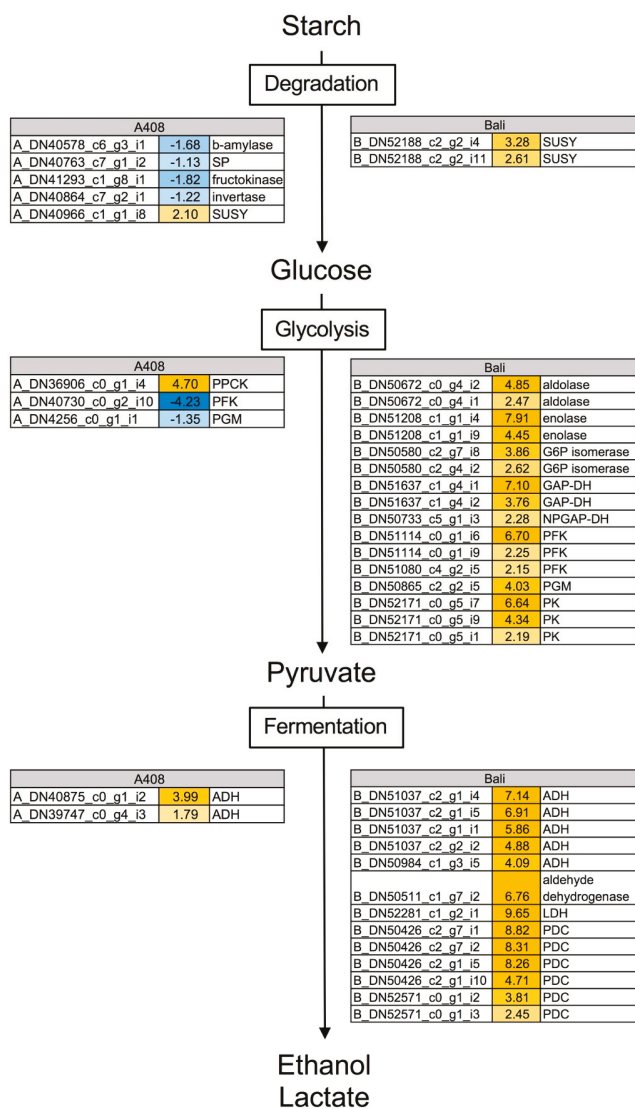 Starch
Degradation
A408
A_DN40578_c6_g3_i1 -1.68 b-amylase
A_DN40763_c7_g1_i2 -1.13 SP
A_DN41293_c1_g8_i1 -1.82 fructokinase
A_DN40864_c7_g2_i1 -1.22 invertase
A_DN40966_c1_g1_i8 2.10 SUSY
Bali
B_DN52188_c2_g2_i4 3.28 SUSY
B_DN52188_c2_g2_i11 2.61 SUSY
Glucose
Glycolysis
A408
A_DN36906_c0_g1_i4 4.70 PPCK
A_DN40730_c0_g2_i10 -4.23 PFK
A_DN4256_c0_g1_i1 -1.35 PGM
Bali
B_DN50672_c0_g4_i2 4.85 aldolase
B_DN50672_c0_g4_i1 2.47 aldolase
B_DN51208_c1_g1_i4 7.91 enolase
B_DN51208_c1_g1_i9 4.45 enolase
B_DN50580_c2_g7_i8 3.86 G6P isomerase
B_DN50580_c2_g4_i2 2.62 G6P isomerase
B_DN51637_c1_g4_i1 7.10 GAP-DH
B_DN51637_c1_g4_i2 3.76 GAP-DH
B_DN50733_c5_g1_i3 2.28 NPGAP-DH
B_DN51114_c0_g1_i6 6.70 PFK
B_DN51114_c0_g1_i9 2.25 PFK
B_DN51080_c4_g2_i5 2.15 PFK
B_DN50865_c2_g2_i5 4.03 PGM
B_DN52171_c0_g5_i7 6.64 PK
B_DN52171_c0_g5_i9 4.34 PK
B_DN52171_c0_g5_i1 2.19 PK
Pyruvate
Fermentation
A408
A_DN40875_c0_g1_i2 3.99 ADH
A_DN39747_c0_g4_i3 1.79 ADH
Bali
B_DN51037_c2_g1_i4 7.14 ADH
B_DN51037_c2_g1_i5 6.91 ADH
B_DN51037_c2_g1_i1 5.86 ADH
B_DN51037_c2_g2_i2 4.88 ADH
B_DN50984_c1_g3_i5 4.09 ADH
aldehyde
B_DN50511_c1_g7_i2 6.76 dehydrogenase
B_DN52281_c1_g2_i1 9.65 LDH
B_DN50426_c2_g7_i1 8.82 PDC
B_DN50426_c2_g7_i2 8.31 PDC
B_DN50426_c2_g1_i5 8.26 PDC
B_DN50426_c2_g1_i10 4.71 PDC
B_DN52571_c0_g1_i2 3.81 PDC
B_DN52571_c0_g1_i3 2.45 PDC
Ethanol
Lactate